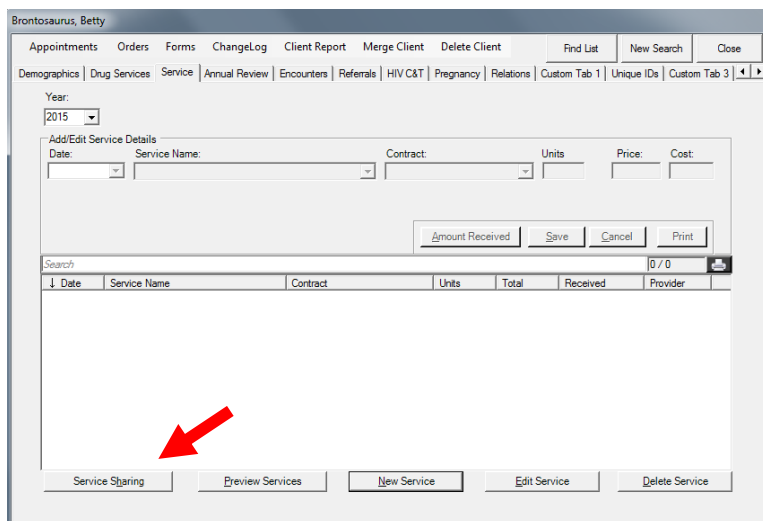 Brontosaurus, Betty
Appointments Orders Forms ChangeLog Client Report Merge Client Delete Client Find List New Search Close
Demographics Drug Services Service Annual Review Encounters Referrals HIV C&T Pregnancy Relations Custom Tab 1 Unique IDs Custom Tab 3
Year:
2015
Add/Edit Service Details
Date: Service Name: Contract: Units Price: Cost:
Amount Received Save Cancel Print
Search 0 / 0
↓ Date Service Name Contract Units Total Received Provider
Service Sharing Preview Services New Service Edit Service Delete Service